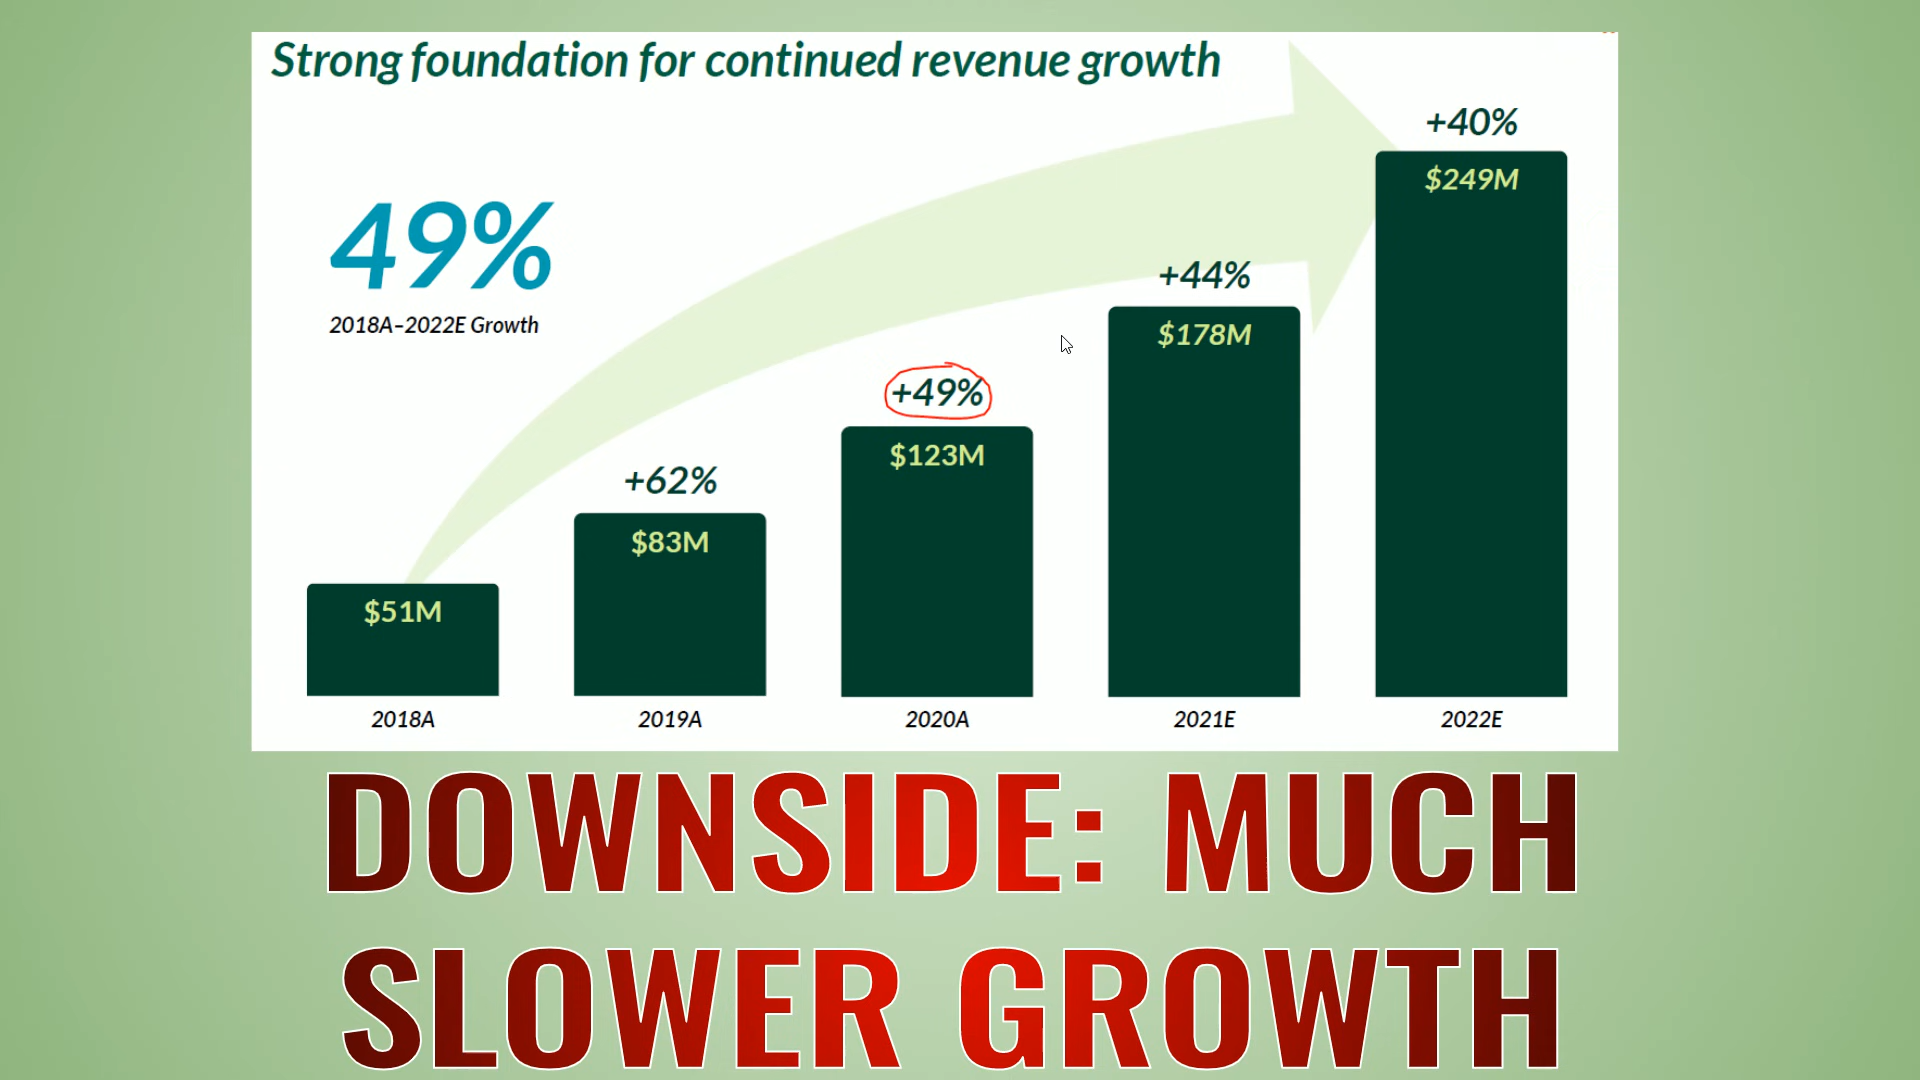 Strong foundation for continued revenue growth
+40%
$249M
49%
2018A–2022E Growth
+44%
$178M
+49%
$123M
+62%
$83M
$51M
2018A 2019A 2020A 2021E 2022E
DOWNSIDE: MUCH
SLOWER GROWTH